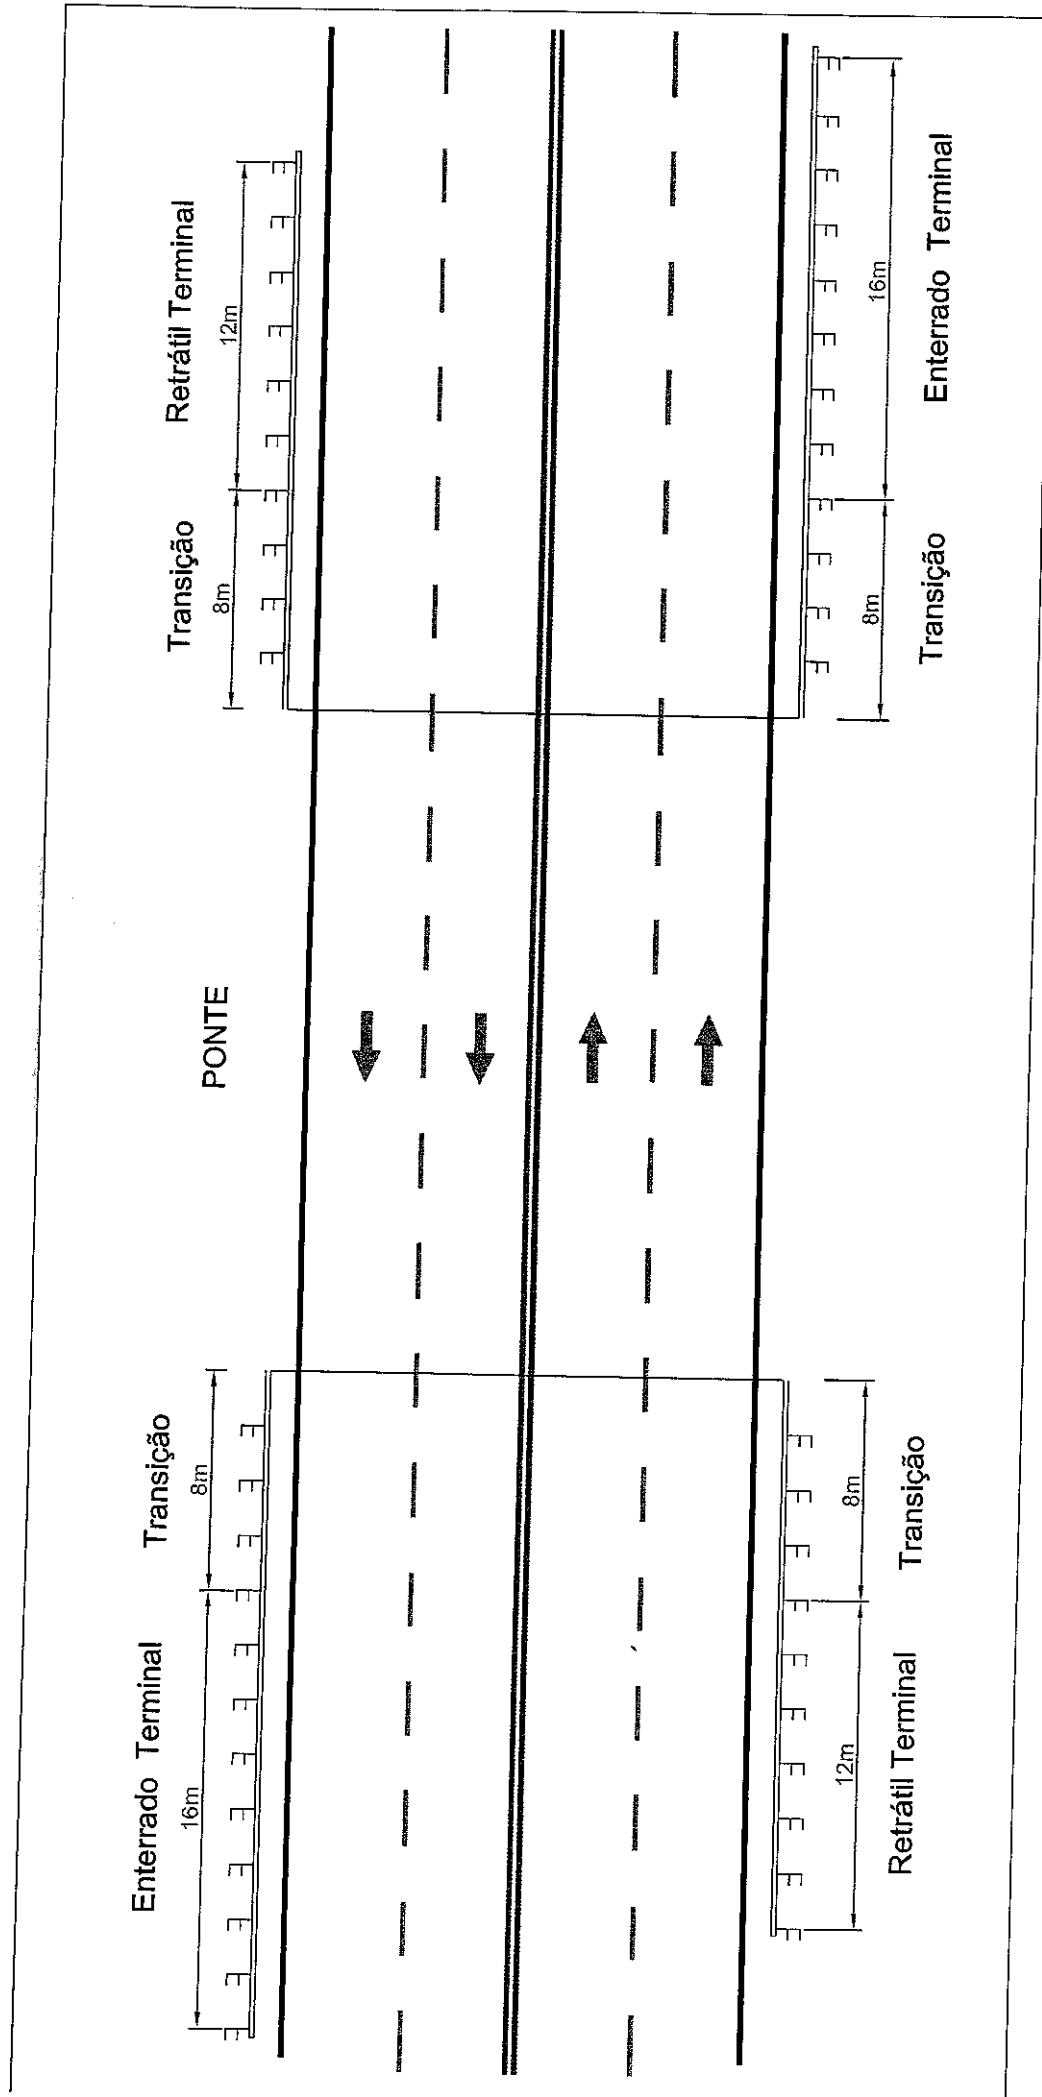 Enterrado Terminal
16m
Transição
8m
PONTE
Transição
8m
Retrátil Terminal
12m
12m
Retrátil Terminal
8m
Transição
8m
Transição
16m
Enterrado Terminal